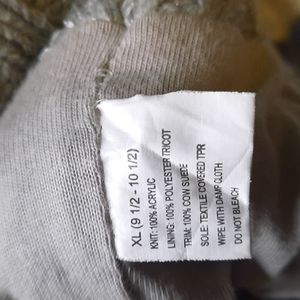 XL (9 1/2 - 10 1/2)
KNIT: 100% ACRYLIC
LINING: 100% POLYESTER TRICOT
TRIM: 100% COW SUEDE
SOLE: TEXTILE COVERED TPR
WIPE WITH DAMP CLOTH
DO NOT BLEACH